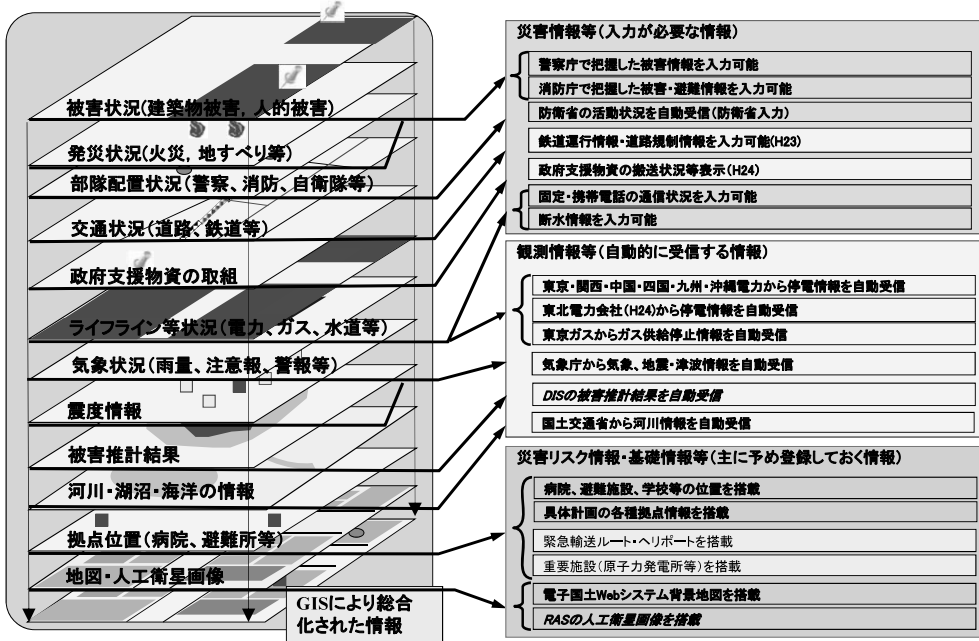 被害状況(建築物被害，人的被害)
発災状況(火災，地すべり等)
部隊配置状況(警察、消防、自衛隊等)
交通状況(道路、鉄道等)
政府支援物資の取組
ライフライン等状況(電力、ガス、水道等)
気象状況(雨量、注意報、警報等)
震度情報
被害推計結果
河川・湖沼・海洋の情報
拠点位置(病院、避難所等)
地図・人工衛星画像
GISにより総合
化された情報
災害情報等(入力が必要な情報)
警察庁で把握した被害情報を入力可能
消防庁で把握した被害・避難情報を入力可能
防衛省の活動状況を自動受信(防衛省入力)
鉄道運行情報・道路規制情報を入力可能(H23)
政府支援物資の搬送状況等表示(H24)
固定・携帯電話の通信状況を入力可能
断水情報を入力可能
観測情報等(自動的に受信する情報)
東京・関西・中国・四国・九州・沖縄電力から停電情報を自動受信
東北電力会社(H24)から停電情報を自動受信
東京ガスからガス供給停止情報を自動受信
気象庁から気象、地震・津波情報を自動受信
DISの被害推計結果を自動受信
国土交通省から河川情報を自動受信
災害リスク情報・基礎情報等(主に予め登録しておく情報)
病院、避難施設、学校等の位置を搭載
具体計画の各種拠点情報を搭載
緊急輸送ルート・ヘリポートを搭載
重要施設(原子力発電所等)を搭載
電子国土Webシステム背景地図を搭載
RASの人工衛星画像を搭載